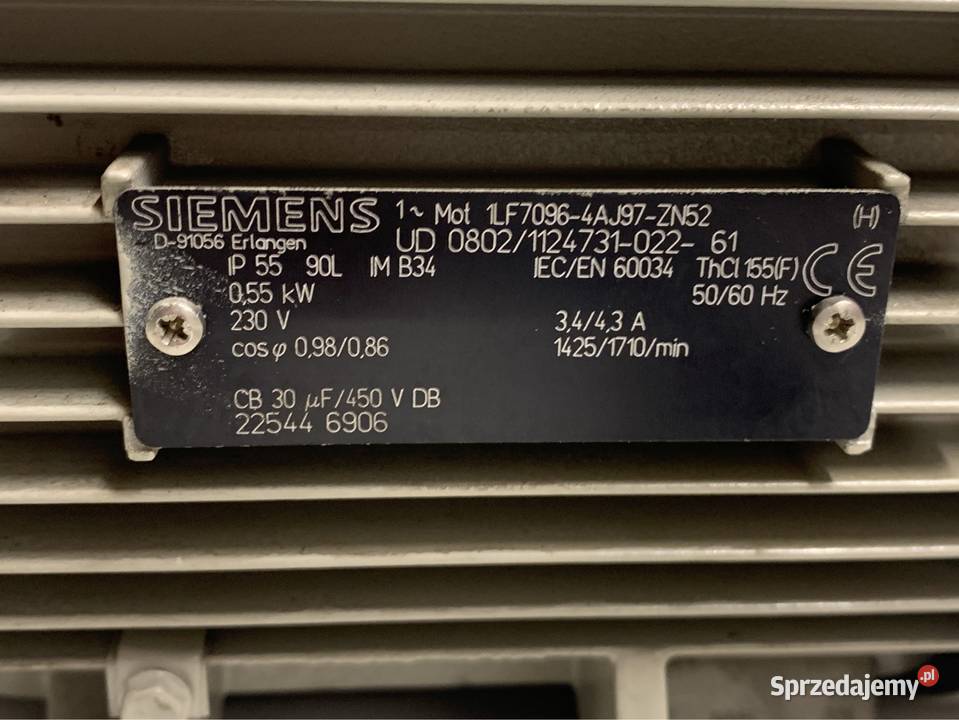 SIEMENS 1~ Mot 1LF7096-4AJ97-ZN52 (H)
D-91056 Erlangen UD 0802/1124731-022- 61
IP 55 90L IM B34 IEC/EN 60034 ThCl 155(F) CE
0,55 kW 50/60 Hz
230 V 3,4/4,3 A
cos φ 0,98/0,86 1425/1710/min
CB 30 µF/450 V DB
22544 6906
Sprzedajemy.pl